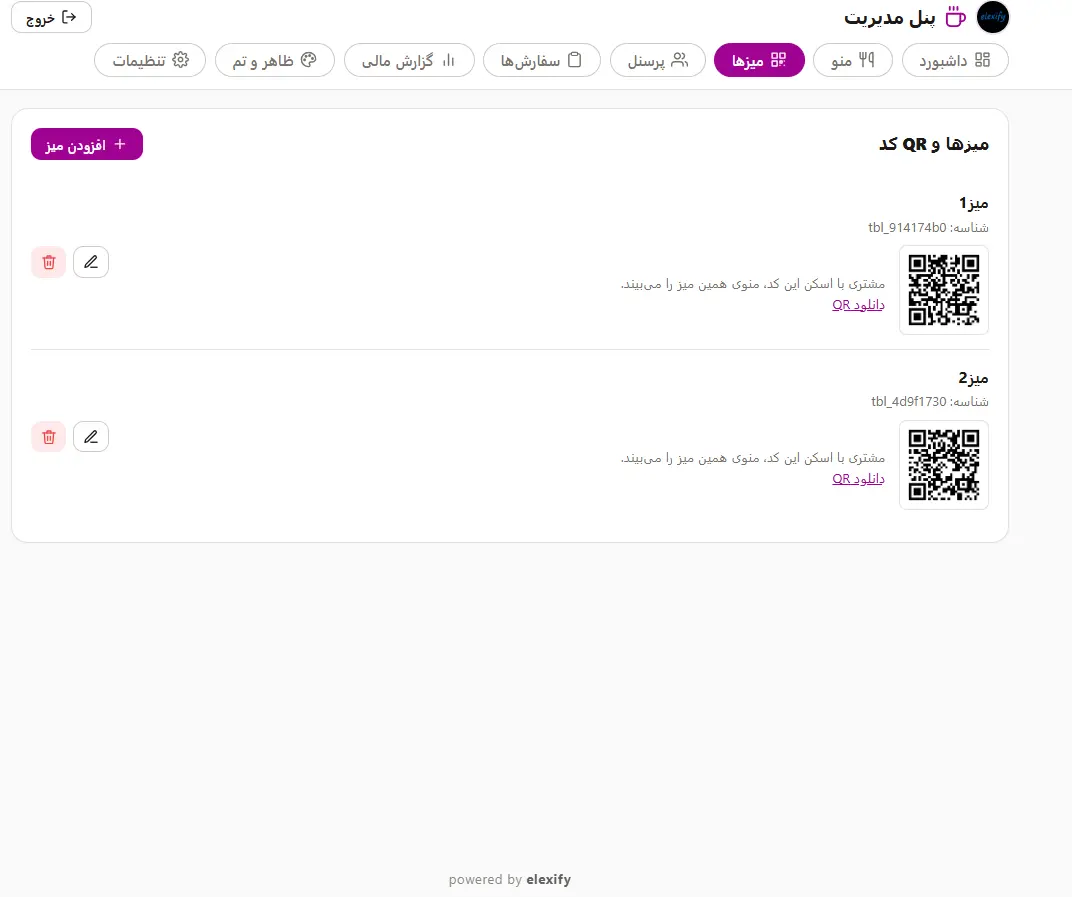 elexify
پنل مدیریت
خروج
داشبورد
منو
میزها
پرسنل
سفارش‌ها
گزارش مالی
ظاهر و تم
تنظیمات
میزها و QR کد
افزودن میز
میز1
شناسه: tbl_914174b0
مشتری با اسکن این کد، منوی همین میز را می‌بیند.
دانلود QR
میز2
شناسه: tbl_4d9f1730
مشتری با اسکن این کد، منوی همین میز را می‌بیند.
دانلود QR
powered by elexify